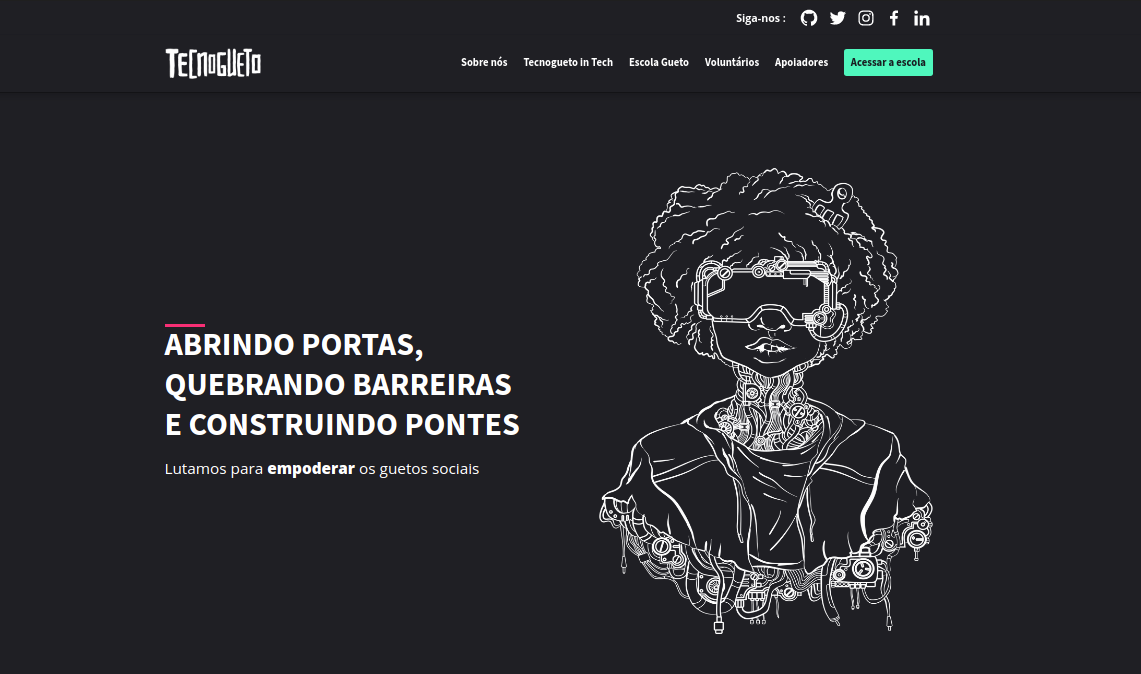 Siga-nos :
TECNOGUETO
Sobre nós
Tecnogueto in Tech
Escola Gueto
Voluntários
Apoiadores
Acessar a escola
ABRINDO PORTAS,
QUEBRANDO BARREIRAS
E CONSTRUINDO PONTES
Lutamos para empoderar os guetos sociais